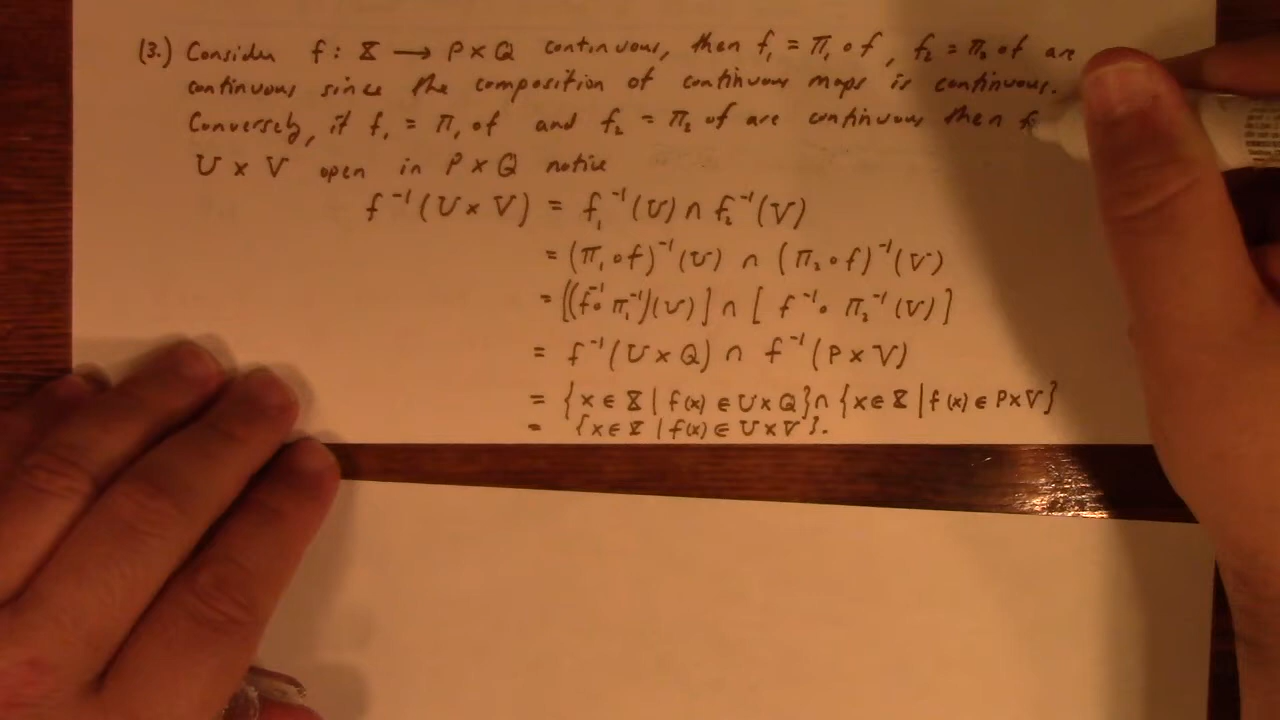 (3.) Consider f : X → P × Q continuous, then f₁ = π₁ ∘ f, f₂ = π₂ ∘ f are
continuous since the composition of continuous maps is continuous.
Conversely, if f₁ = π₁ ∘ f and f₂ = π₂ ∘ f are continuous then
U × V open in P × Q notice
f⁻¹(U × V) = f₁⁻¹(U) ∩ f₂⁻¹(V)
= (π₁ ∘ f)⁻¹(U) ∩ (π₂ ∘ f)⁻¹(V)
= [(f⁻¹ ∘ π₁⁻¹)(U)] ∩ [f⁻¹ ∘ π₂⁻¹(V)]
= f⁻¹(U × Q) ∩ f⁻¹(P × V)
= {x ∈ X | f(x) ∈ U × Q} ∩ {x ∈ X | f(x) ∈ P × V}
= {x ∈ X | f(x) ∈ U × V}.